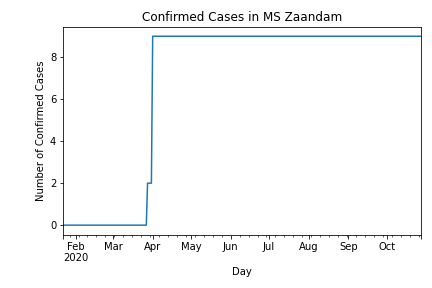 Confirmed Cases in MS Zaandam
Number of Confirmed Cases
8
6
4
2
0
Feb Mar Apr May Jun Jul Aug Sep Oct
2020
Day